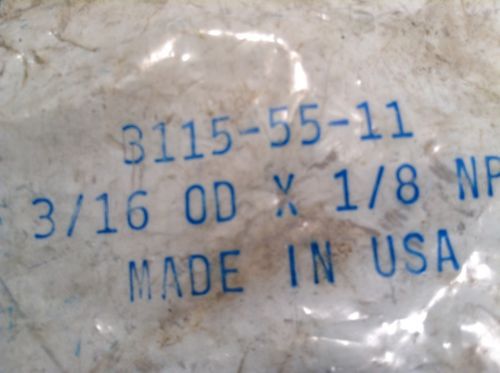 3115-55-11
3/16 OD X 1/8 NP
MADE IN USA